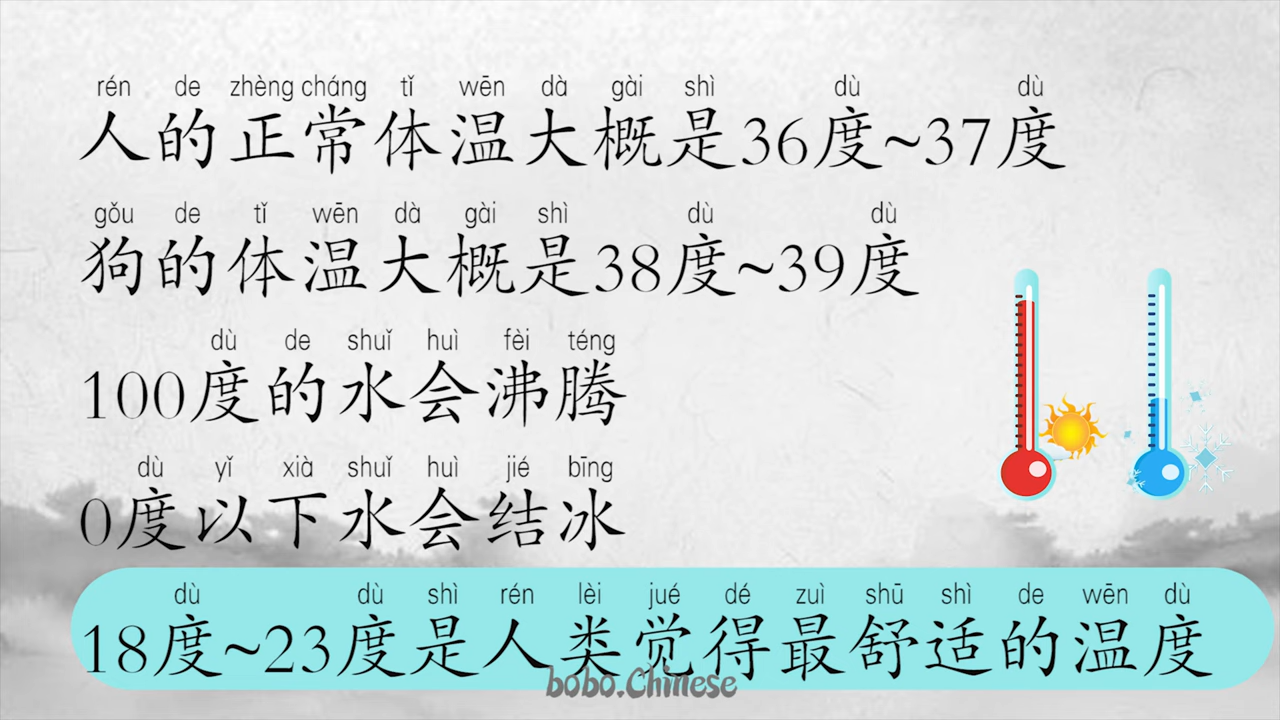 rén de zhèng cháng tǐ wēn dà gài shì dù dù
人的正常体温大概是36度~37度
gǒu de tǐ wēn dà gài shì dù dù
狗的体温大概是38度~39度
dù de shuǐ huì fèi téng
100度的水会沸腾
dù yǐ xià shuǐ huì jié bīng
0度以下水会结冰
dù dù shì rén lèi jué dé zuì shū shì de wēn dù
18度~23度是人类觉得最舒适的温度
bobo.Chinese